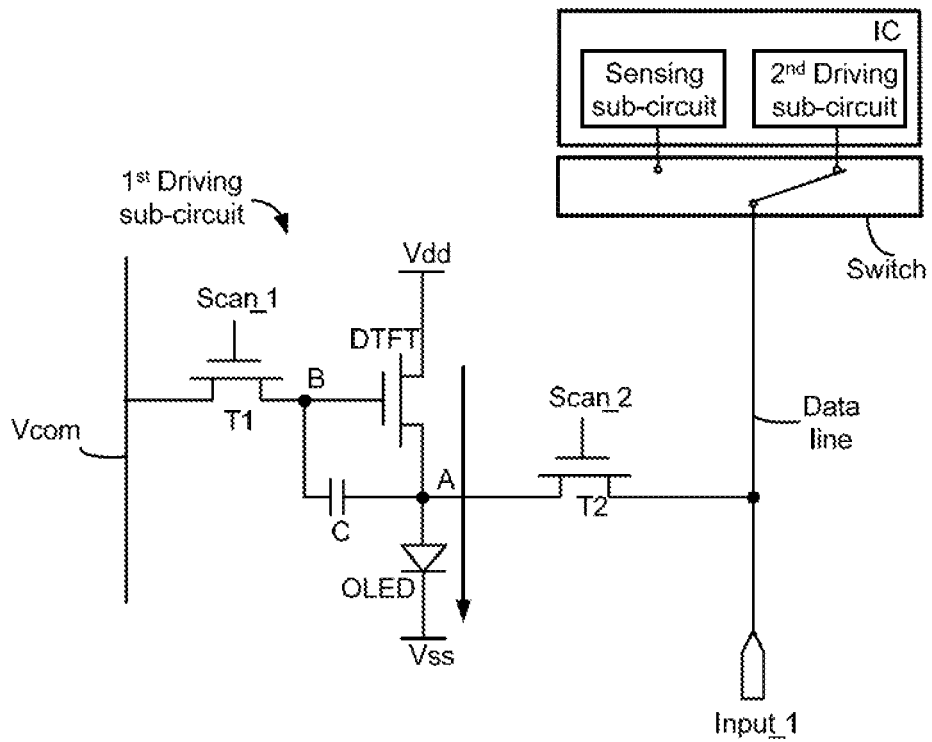 IC
Sensing
sub-circuit
2nd Driving
sub-circuit
1st Driving
sub-circuit
Switch
Vdd
Scan_1
DTFT
B
T1
Scan_2
Data
line
Vcom
A
T2
C
OLED
Vss
Input_1